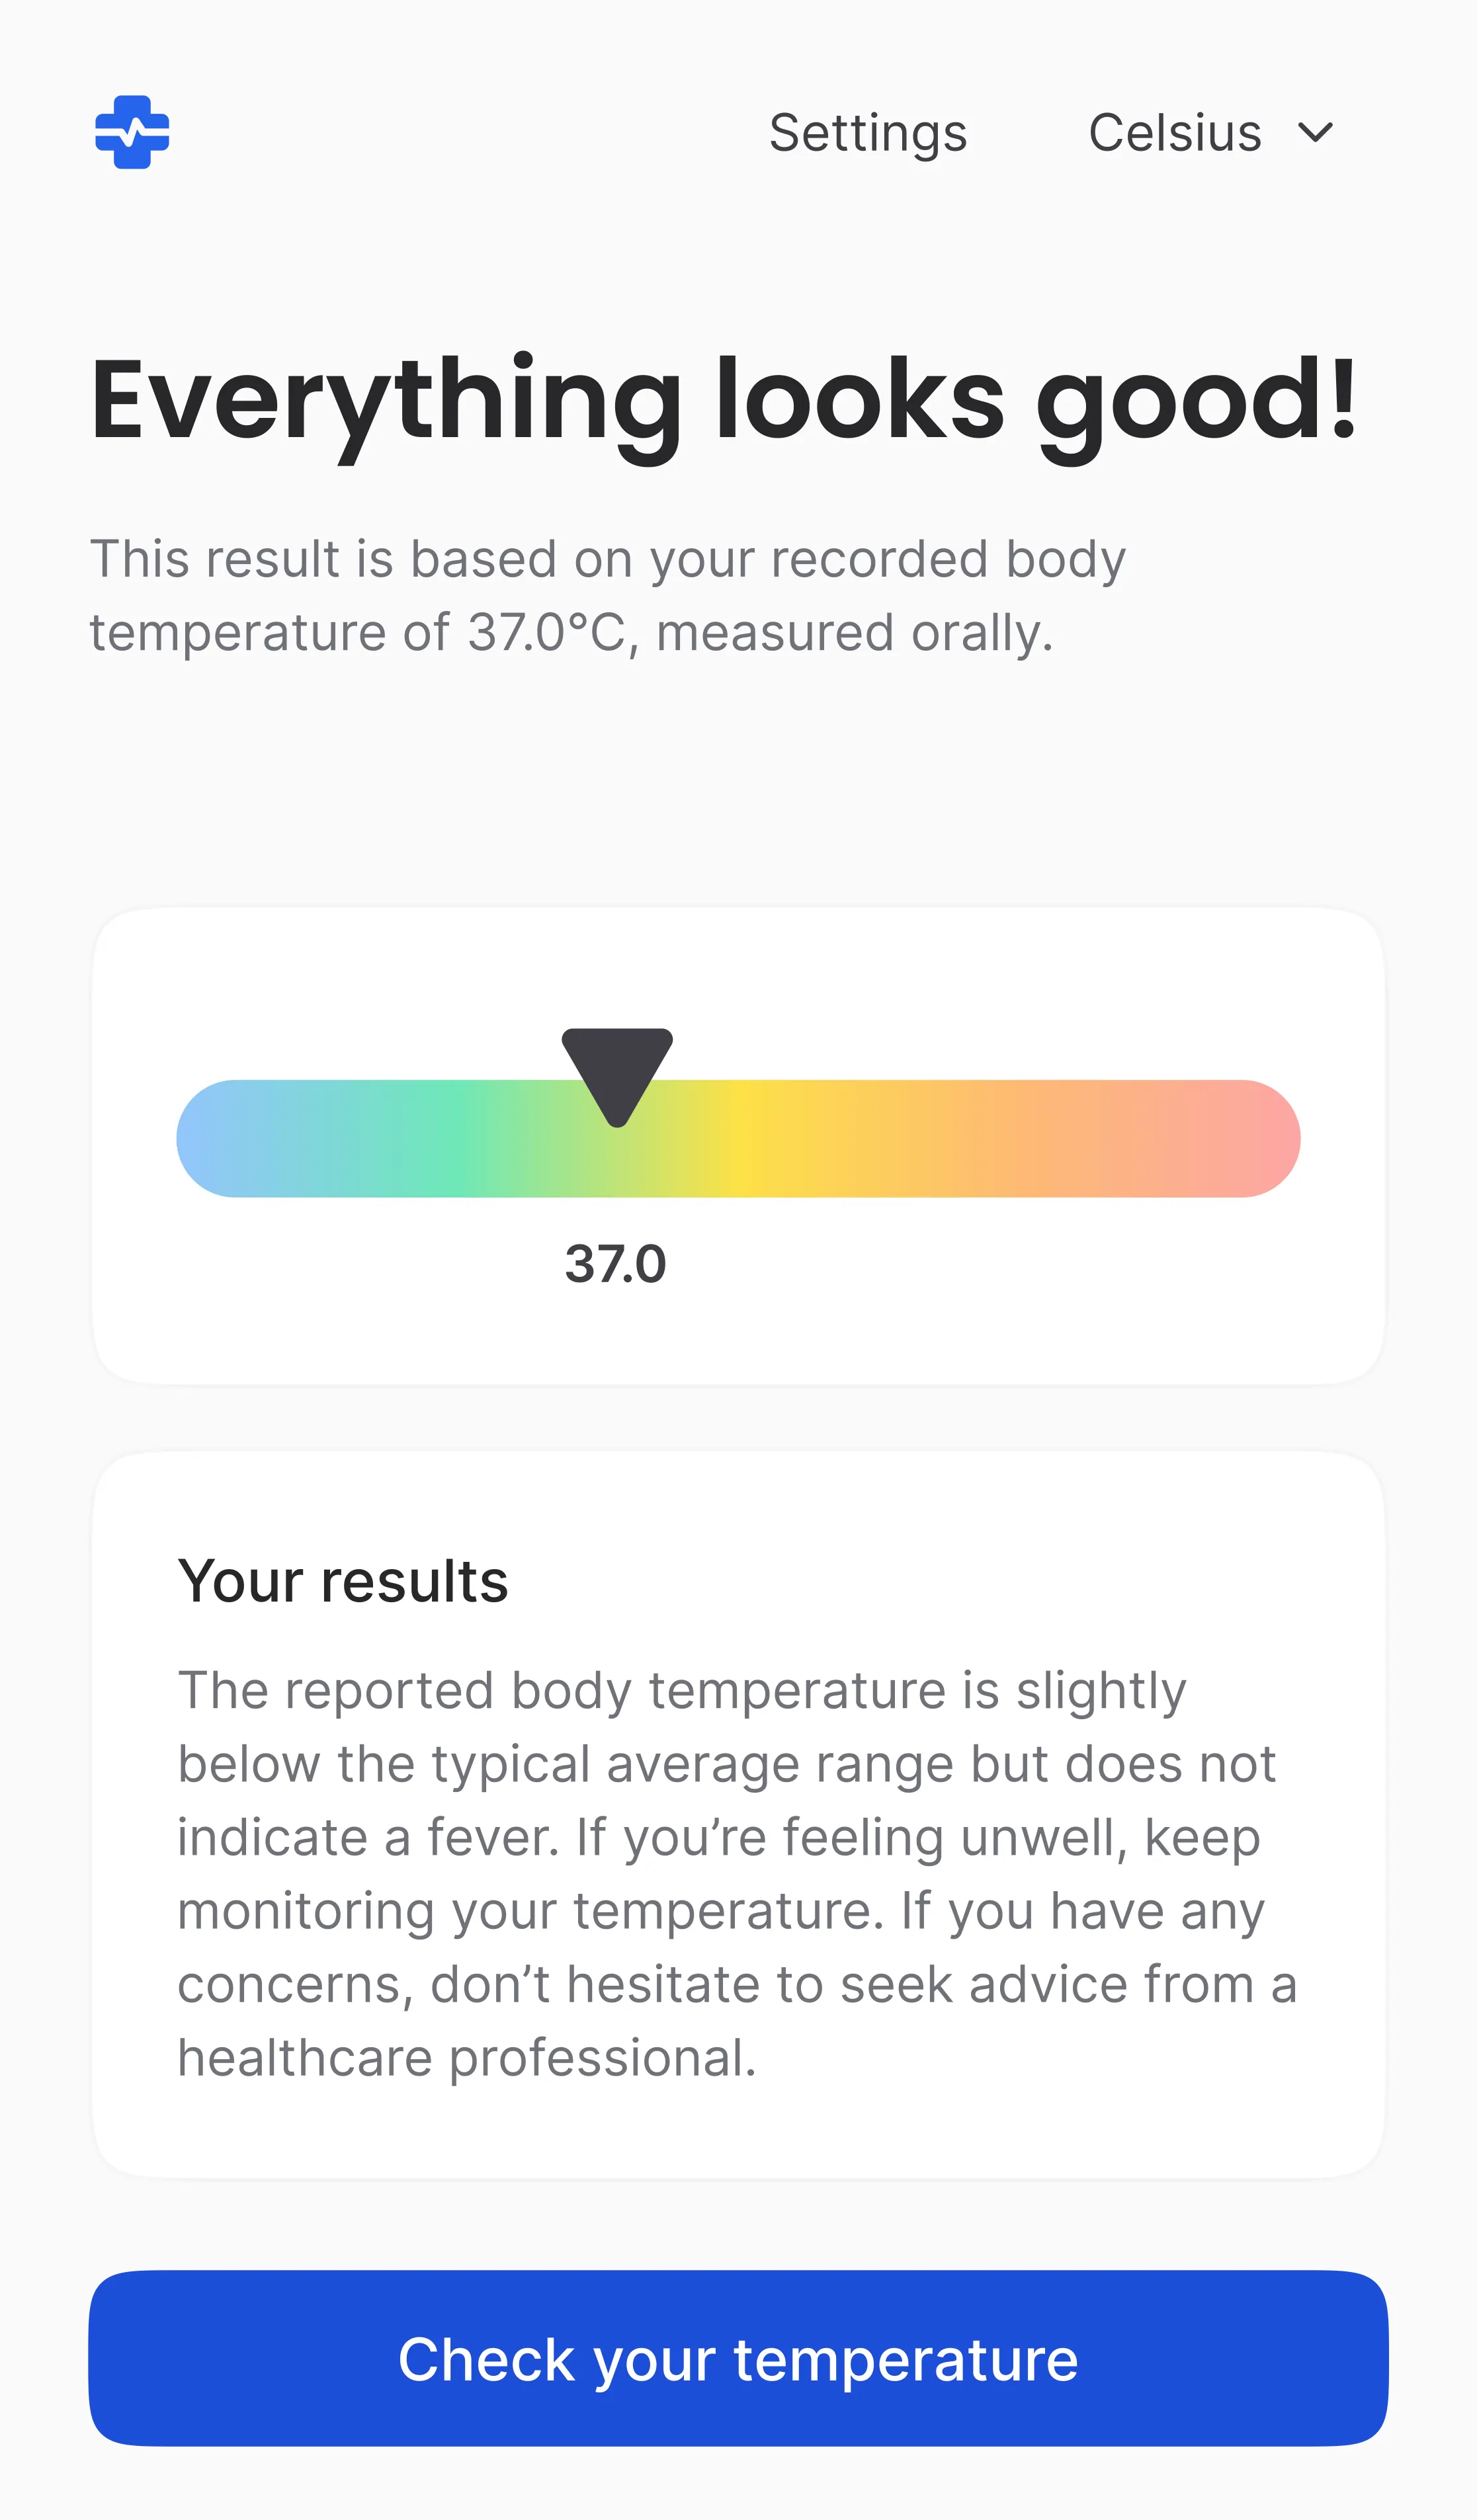 Settings
Celsius
Everything looks good!
This result is based on your recorded body
temperature of 37.0°C, measured orally.
37.0
Your results
The reported body temperature is slightly
below the typical average range but does not
indicate a fever. If you’re feeling unwell, keep
monitoring your temperature. If you have any
concerns, don’t hesitate to seek advice from a
healthcare professional.
Check your temperature